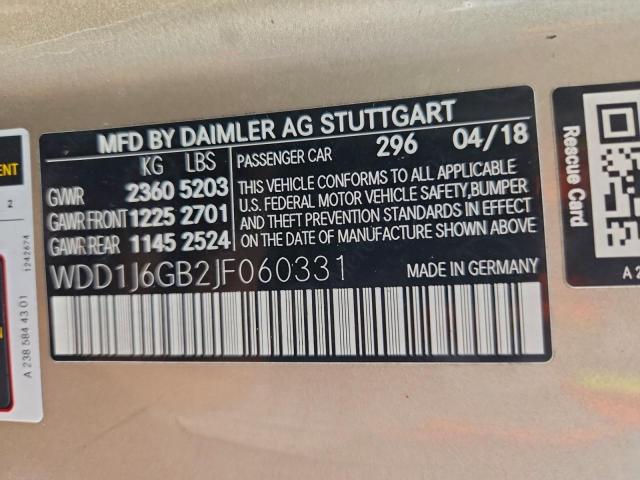 MFD BY DAIMLER AG STUTTGART
KG LBS
PASSENGER CAR 296 04/18
GVWR 2360 5203
GAWR FRONT 1225 2701
GAWR REAR 1145 2524
THIS VEHICLE CONFORMS TO ALL APPLICABLE
U.S. FEDERAL MOTOR VEHICLE SAFETY, BUMPER
AND THEFT PREVENTION STANDARDS IN EFFECT
ON THE DATE OF MANUFACTURE SHOWN ABOVE.
WDD1J6GB2JF060331
MADE IN GERMANY
2
1242674
A 238 584 43 01
Rescue Card
A 2